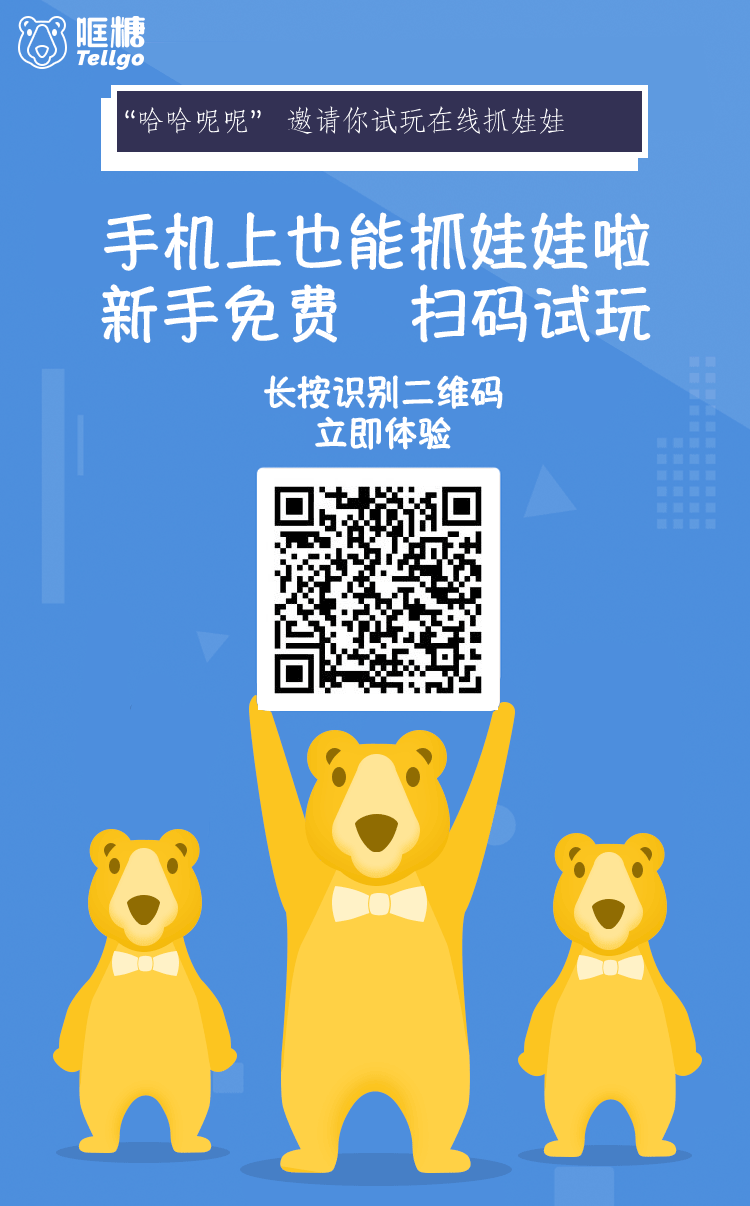 哐糖
Tellgo
“哈哈呢呢” 邀请你试玩在线抓娃娃
手机上也能抓娃娃啦
新手免费 扫码试玩
长按识别二维码
立即体验